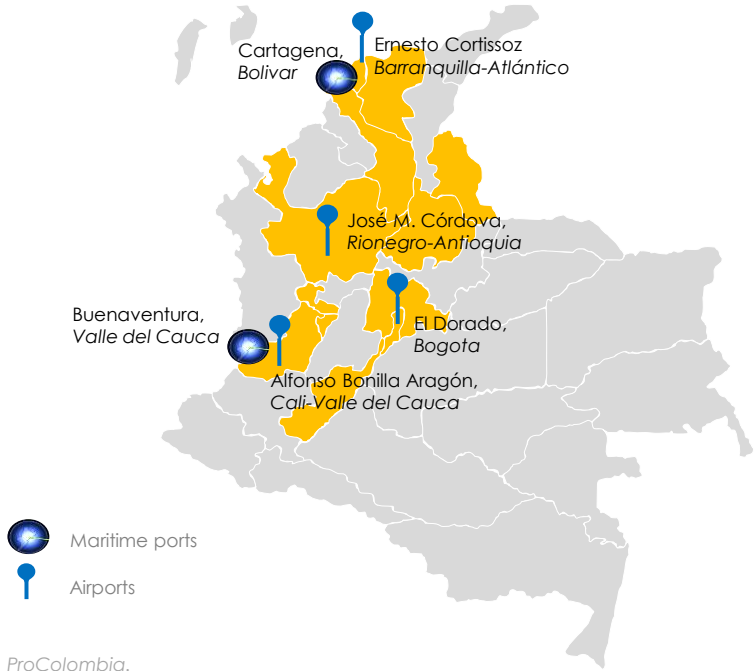 Cartagena,
Bolivar
Ernesto Cortissoz
Barranquilla-Atlántico
José M. Córdova,
Rionegro-Antioquia
Buenaventura,
Valle del Cauca
El Dorado,
Bogota
Alfonso Bonilla Aragón,
Cali-Valle del Cauca
Maritime ports
Airports
ProColombia.